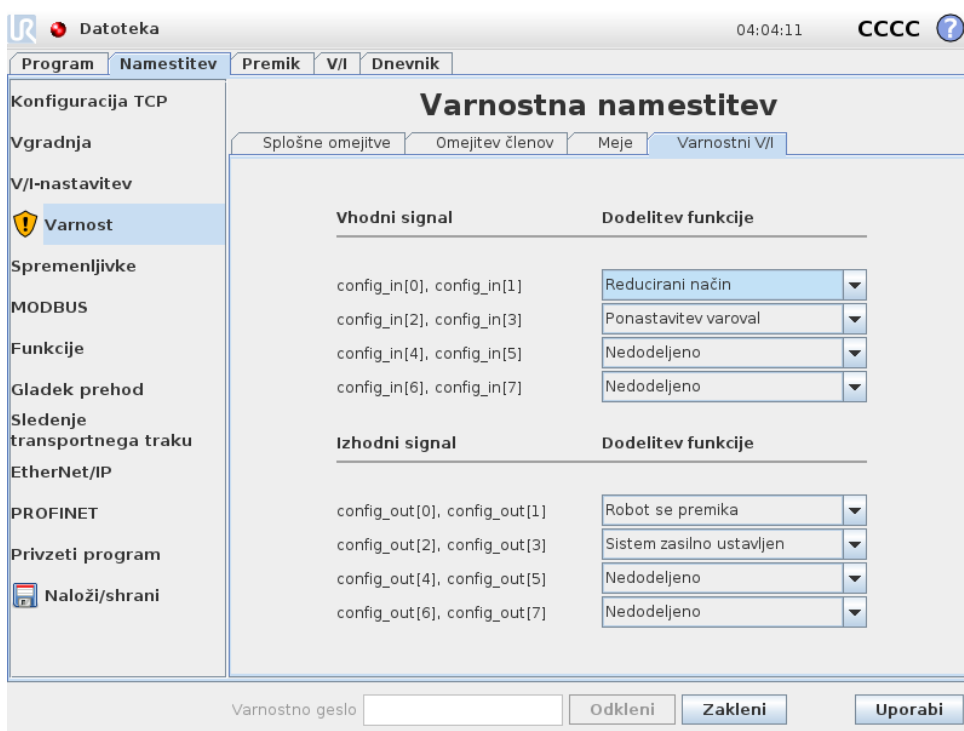 UR Datoteka 04:04:11 CCCC ?
Program Namestitev Premik V/I Dnevnik
Konfiguracija TCP
Vgradnja
V/I-nastavitev
Varnost
Spremenljivke
MODBUS
Funkcije
Gladek prehod
Sledenje
transportnega traku
EtherNet/IP
PROFINET
Privzeti program
Naloži/shrani
Varnostna namestitev
Splošne omejitve Omejitev členov Meje Varnostni V/I
Vhodni signal Dodelitev funkcije
config_in[0], config_in[1] Reducirani način
config_in[2], config_in[3] Ponastavitev varoval
config_in[4], config_in[5] Nedodeljeno
config_in[6], config_in[7] Nedodeljeno
Izhodni signal Dodelitev funkcije
config_out[0], config_out[1] Robot se premika
config_out[2], config_out[3] Sistem zasilno ustavljen
config_out[4], config_out[5] Nedodeljeno
config_out[6], config_out[7] Nedodeljeno
Varnostno geslo Odkleni Zakleni Uporabi